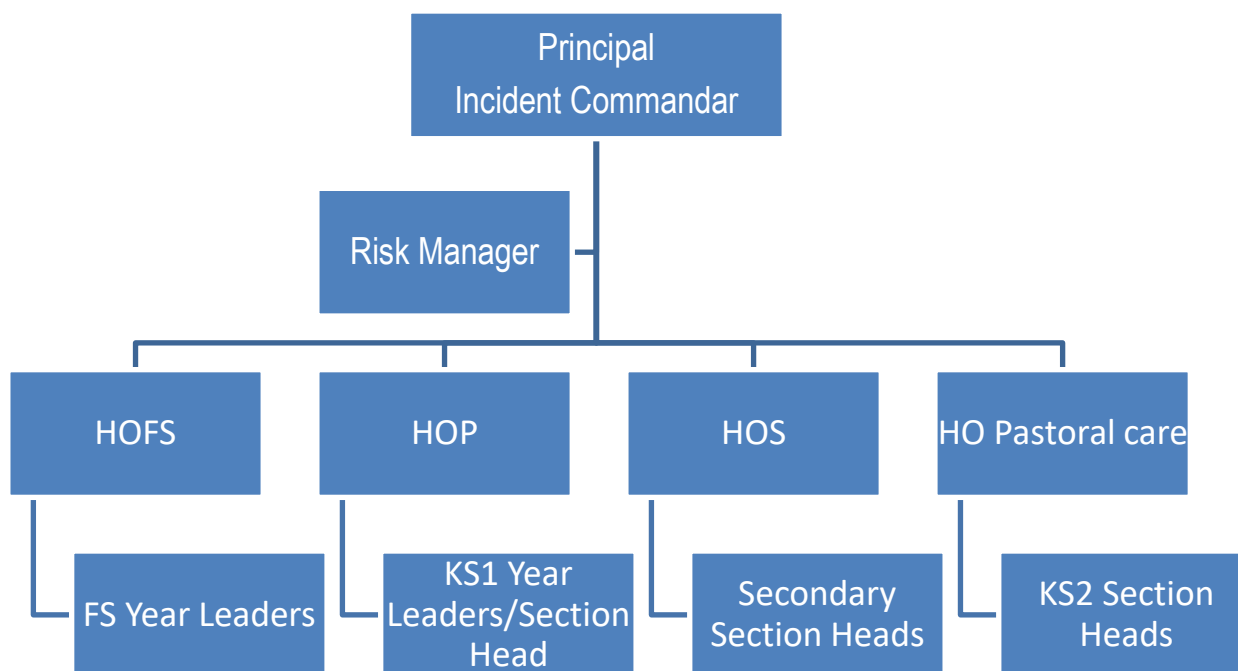 Principal
Incident Commandar
Risk Manager
HOFS
HOP
HOS
HO Pastoral care
FS Year Leaders
KS1 Year
Leaders/Section
Head
Secondary
Section Heads
KS2 Section
Heads